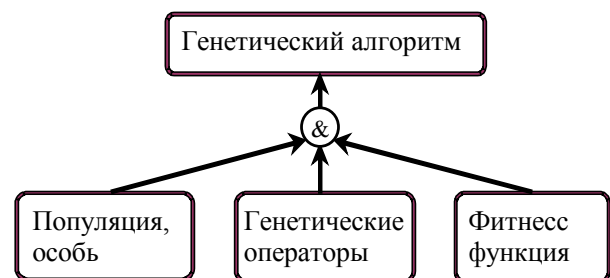 Генетический алгоритм
&
Популяция,
особь
Генетические
операторы
Фитнесс
функция